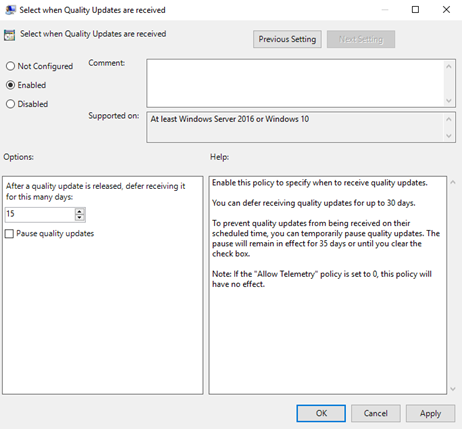 Select when Quality Updates are received
Select when Quality Updates are received
Previous Setting
Next Setting
Not Configured
Enabled
Disabled
Comment:
Supported on:
At least Windows Server 2016 or Windows 10
Options:
Help:
After a quality update is released, defer receiving it
for this many days:
15
Pause quality updates
Enable this policy to specify when to receive quality updates.
You can defer receiving quality updates for up to 30 days.
To prevent quality updates from being received on their
scheduled time, you can temporarily pause quality updates. The
pause will remain in effect for 35 days or until you clear the
check box.
Note: If the "Allow Telemetry" policy is set to 0, this policy will
have no effect.
OK
Cancel
Apply